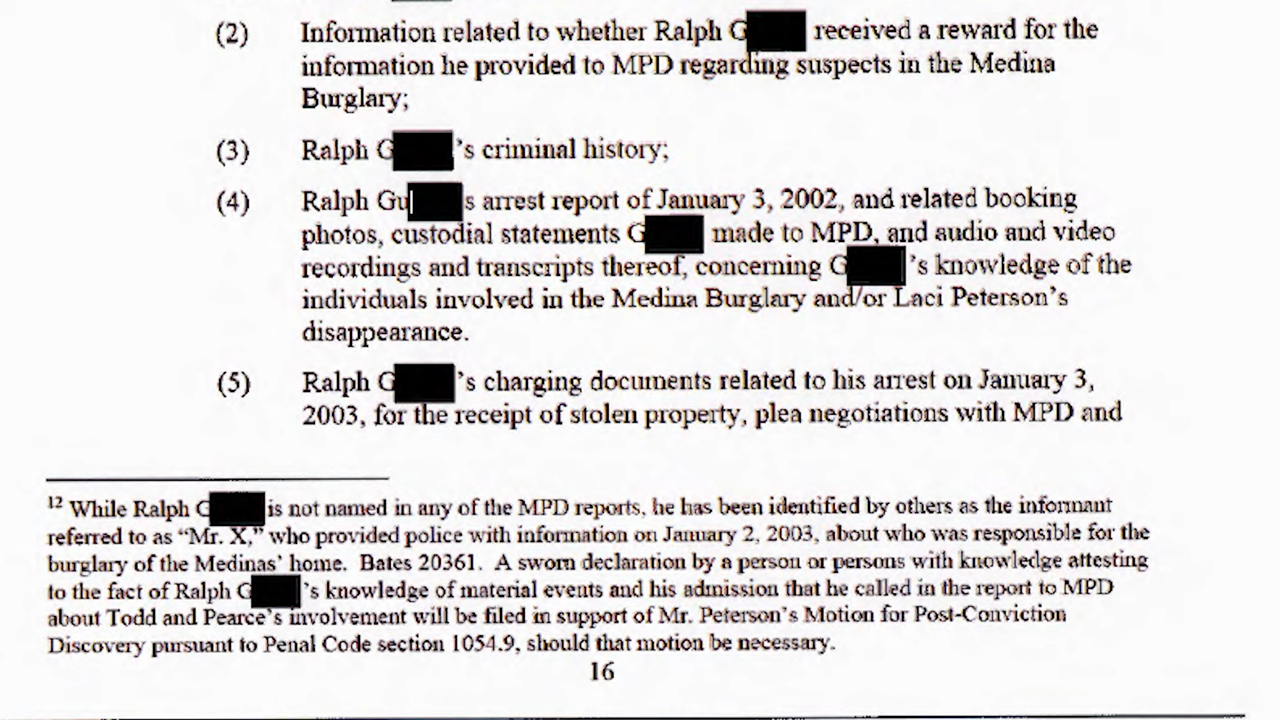 (2) Information related to whether Ralph G received a reward for the
information he provided to MPD regarding suspects in the Medina
Burglary;
(3) Ralph G 's criminal history;
(4) Ralph Gu s arrest report of January 3, 2002, and related booking
photos, custodial statements G made to MPD, and audio and video
recordings and transcripts thereof, concerning G 's knowledge of the
individuals involved in the Medina Burglary and/or Laci Peterson's
disappearance.
(5) Ralph G 's charging documents related to his arrest on January 3,
2003, for the receipt of stolen property, plea negotiations with MPD and
12 While Ralph G is not named in any of the MPD reports, he has been identified by others as the informant
referred to as “Mr. X,” who provided police with information on January 2, 2003, about who was responsible for the
burglary of the Medinas' home. Bates 20361. A sworn declaration by a person or persons with knowledge attesting
to the fact of Ralph G 's knowledge of material events and his admission that he called in the report to MPD
about Todd and Pearce's involvement will be filed in support of Mr. Peterson's Motion for Post-Conviction
Discovery pursuant to Penal Code section 1054.9, should that motion be necessary.
16